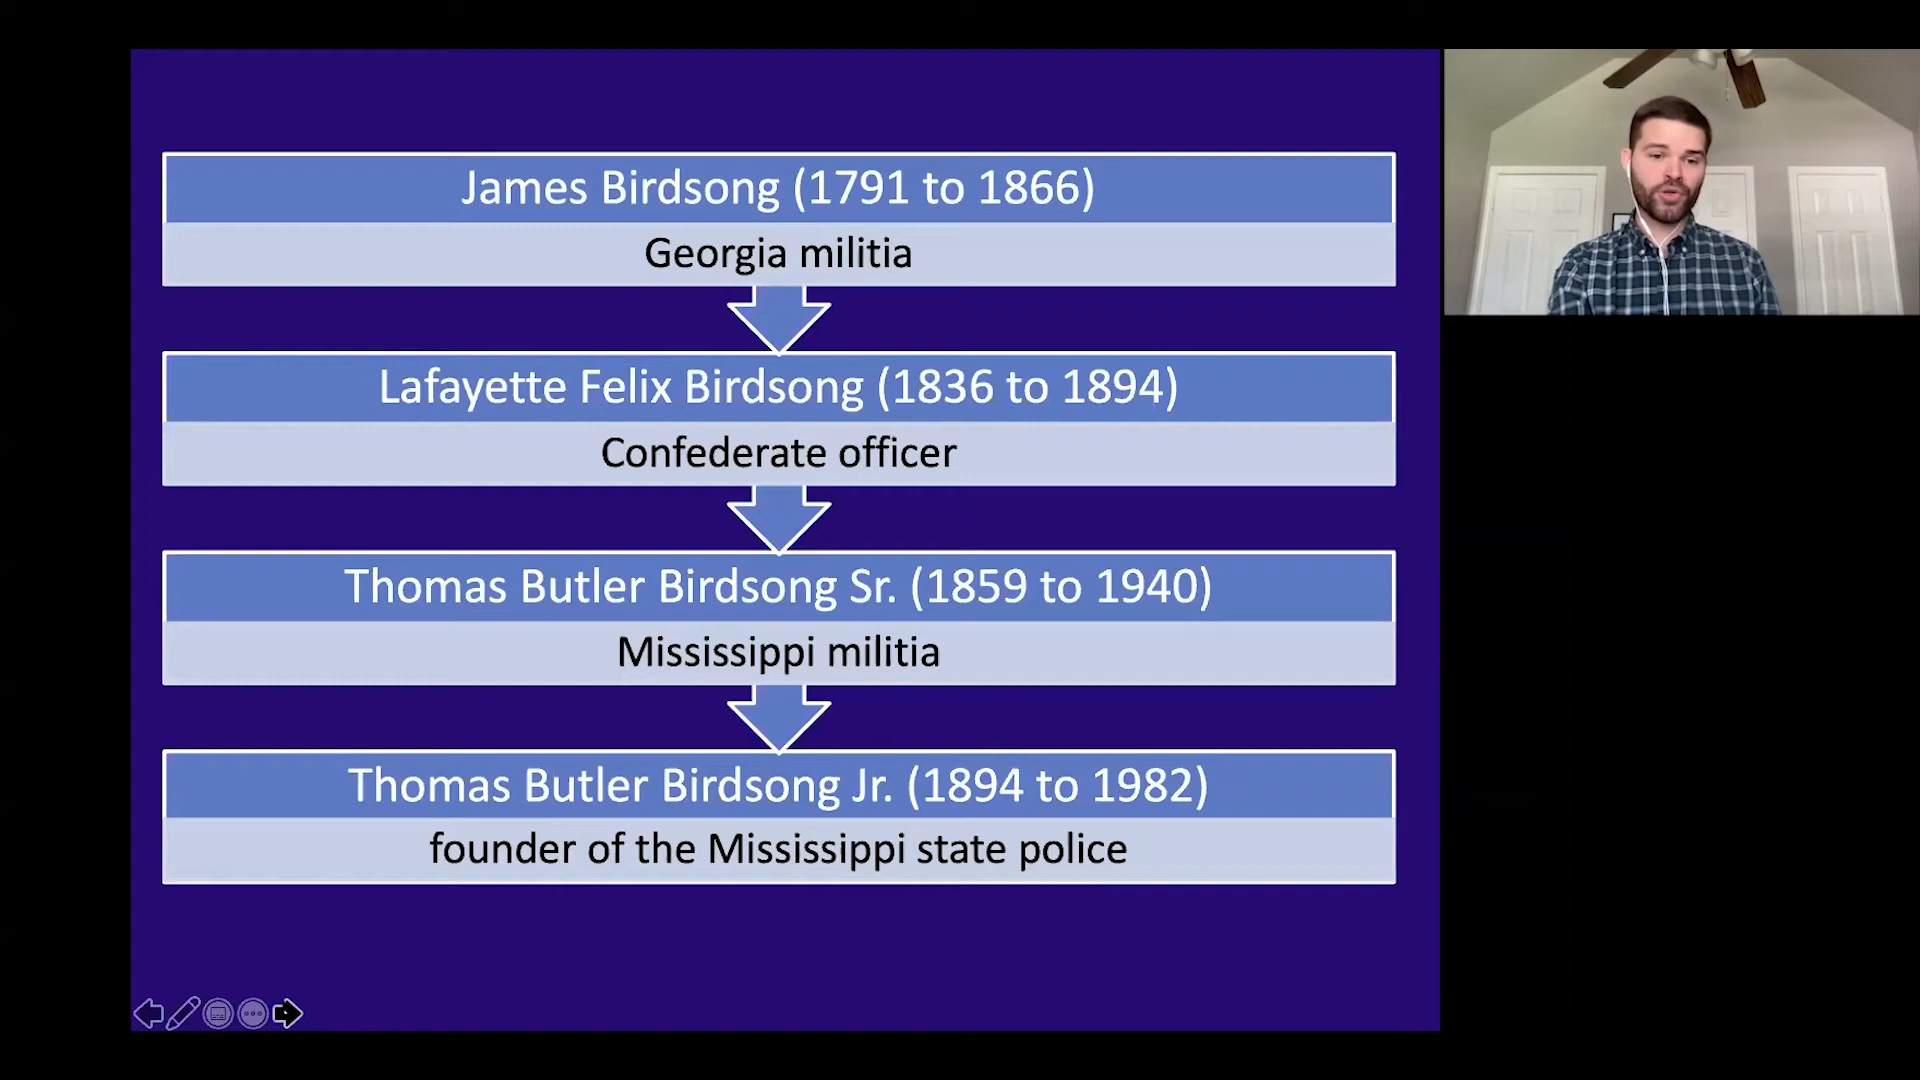 James Birdsong (1791 to 1866)
Georgia militia
Lafayette Felix Birdsong (1836 to 1894)
Confederate officer
Thomas Butler Birdsong Sr. (1859 to 1940)
Mississippi militia
Thomas Butler Birdsong Jr. (1894 to 1982)
founder of the Mississippi state police